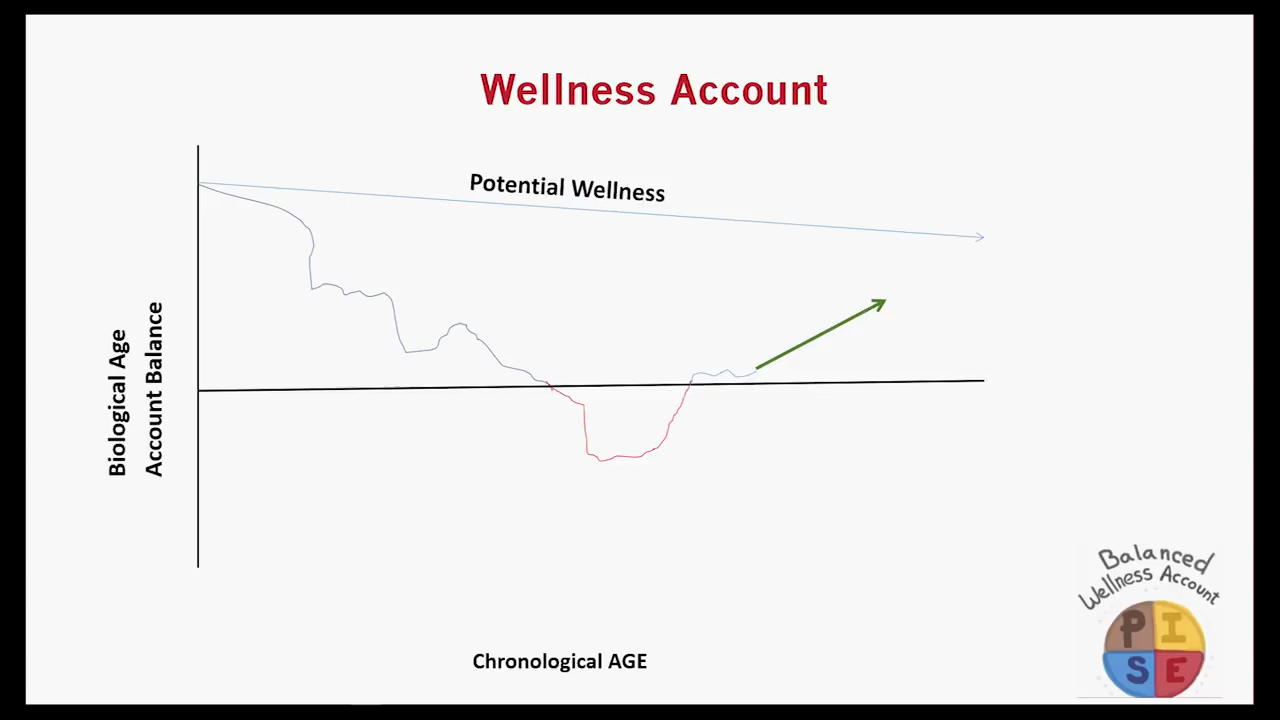 Wellness Account
Potential Wellness
Biological Age
Account Balance
Chronological AGE
Balanced
Wellness Account
P I
S E